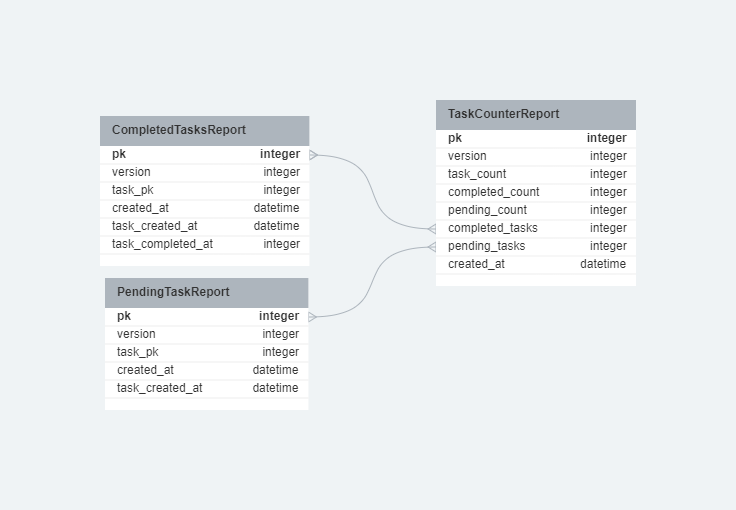 CompletedTasksReport
pk integer
version integer
task_pk integer
created_at datetime
task_created_at datetime
task_completed_at integer
PendingTaskReport
pk integer
version integer
task_pk integer
created_at datetime
task_created_at datetime
TaskCounterReport
pk integer
version integer
task_count integer
completed_count integer
pending_count integer
completed_tasks integer
pending_tasks integer
created_at datetime